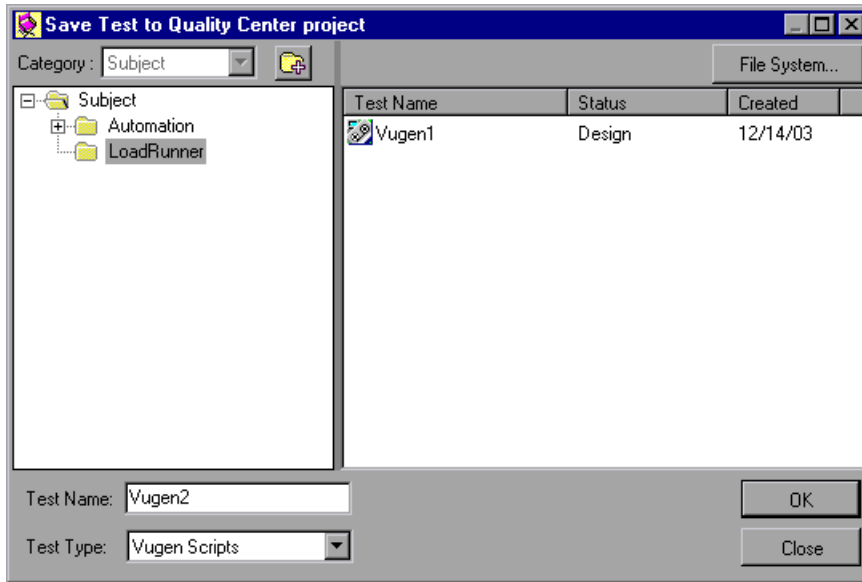 Save Test to Quality Center project
Category : Subject
File System...
Subject
Automation
LoadRunner
Test Name Status Created
Vugen1 Design 12/14/03
Test Name: Vugen2
OK
Test Type: Vugen Scripts
Close